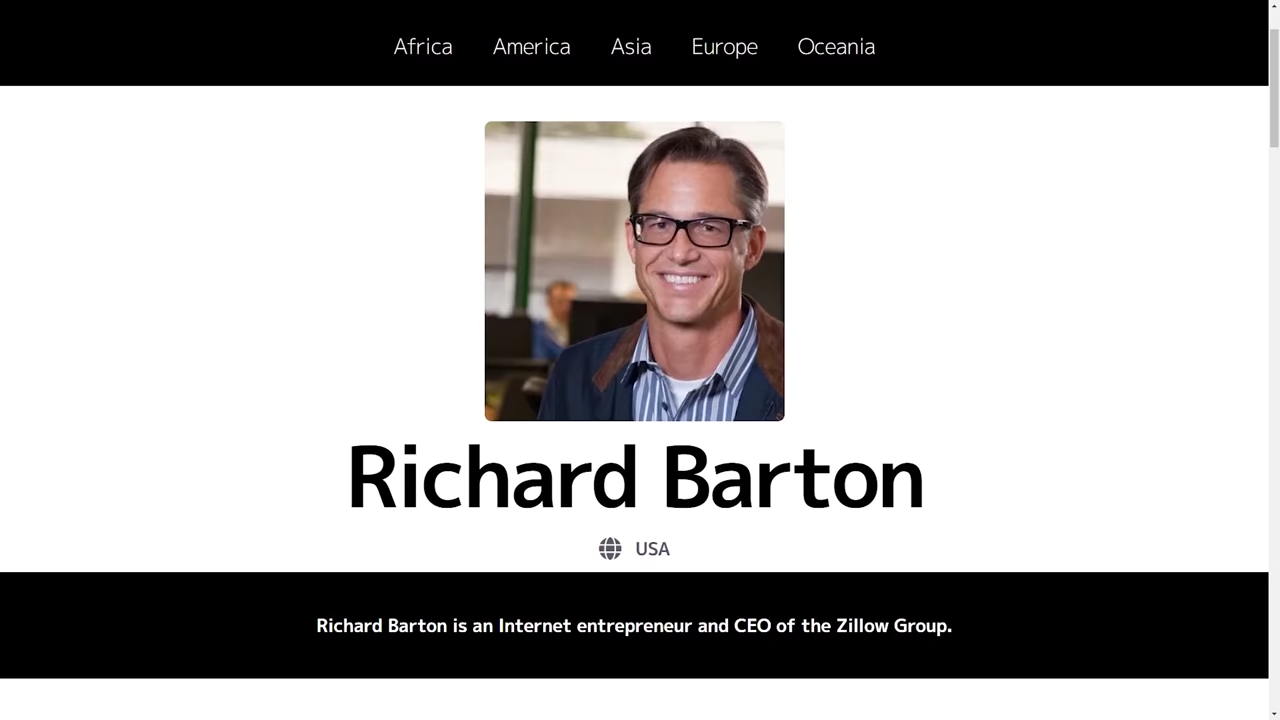 Africa America Asia Europe Oceania
Richard Barton
USA
Richard Barton is an Internet entrepreneur and CEO of the Zillow Group.